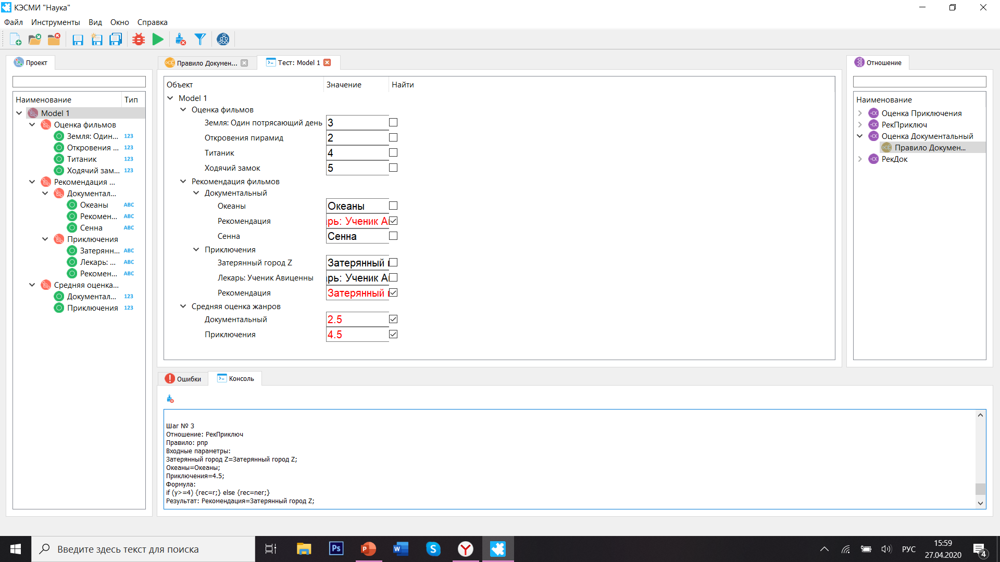 КЭСМИ "Наука"
Файл Инструменты Вид Окно Справка
Проект
Наименование Тип
Model 1
Оценка фильмов
Земля: Один... 123
Откровения ... 123
Титаник 123
Ходячий зам... 123
Рекомендация ...
Документал...
Океаны ABC
Рекомен... ABC
Сенна ABC
Приключения
Затерянн... ABC
Лекарь: ... ABC
Рекомен... ABC
Средняя оценка...
Документал... 123
Приключения 123
Правило Докумен... Тест: Model 1
Объект Значение Найти
Model 1
Оценка фильмов
Земля: Один потрясающий день 3
Откровения пирамид 2
Титаник 4
Ходячий замок 5
Рекомендация фильмов
Документальный
Океаны Океаны
Рекомендация арь: Ученик А
Сенна Сенна
Приключения
Затерянный город Z Затерянный г
Лекарь: Ученик Авиценны арь: Ученик А
Рекомендация Затерянный г
Средняя оценка жанров
Документальный 2.5
Приключения 4.5
Отношение
Наименование
Оценка Приключения
РекПриключ
Оценка Документальный
Правило Докумен...
РекДок
Ошибки Консоль
Шаг № 3
Отношение: РекПриключ
Правило: рпр
Входные параметры:
Затерянный город Z=Затерянный город Z;
Океаны=Океаны;
Приключения=4.5;
Формула:
if (y>=4) {rec=r;} else {rec=ner;}
Результат: Рекомендация=Затерянный город Z;
Введите здесь текст для поиска
Ps
P
W
S
Y
РУС
15:59
27.04.2020
4